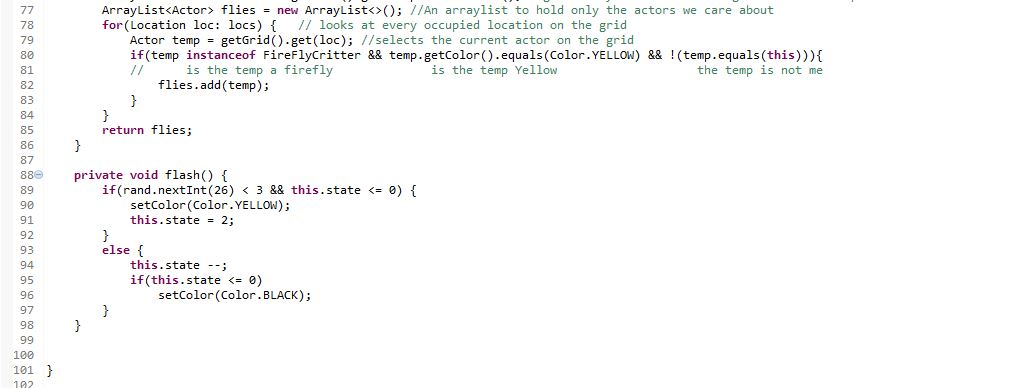 77 ArrayList<Actor> flies = new ArrayList<>(); //An arraylist to hold only the actors we care about
78 for(Location loc: locs) { // looks at every occupied location on the grid
79 Actor temp = getGrid().get(loc); //selects the current actor on the grid
80 if(temp instanceof FireFlyCritter && temp.getColor().equals(Color.YELLOW) && !(temp.equals(this))){
81 // is the temp a firefly is the temp Yellow the temp is not me
82 flies.add(temp);
83 }
84 }
85 return flies;
86 }
87
88 private void flash() {
89 if(rand.nextInt(26) < 3 && this.state <= 0) {
90 setColor(Color.YELLOW);
91 this.state = 2;
92 }
93 else {
94 this.state --;
95 if(this.state <= 0)
96 setColor(Color.BLACK);
97 }
98 }
99
100
101 }
102